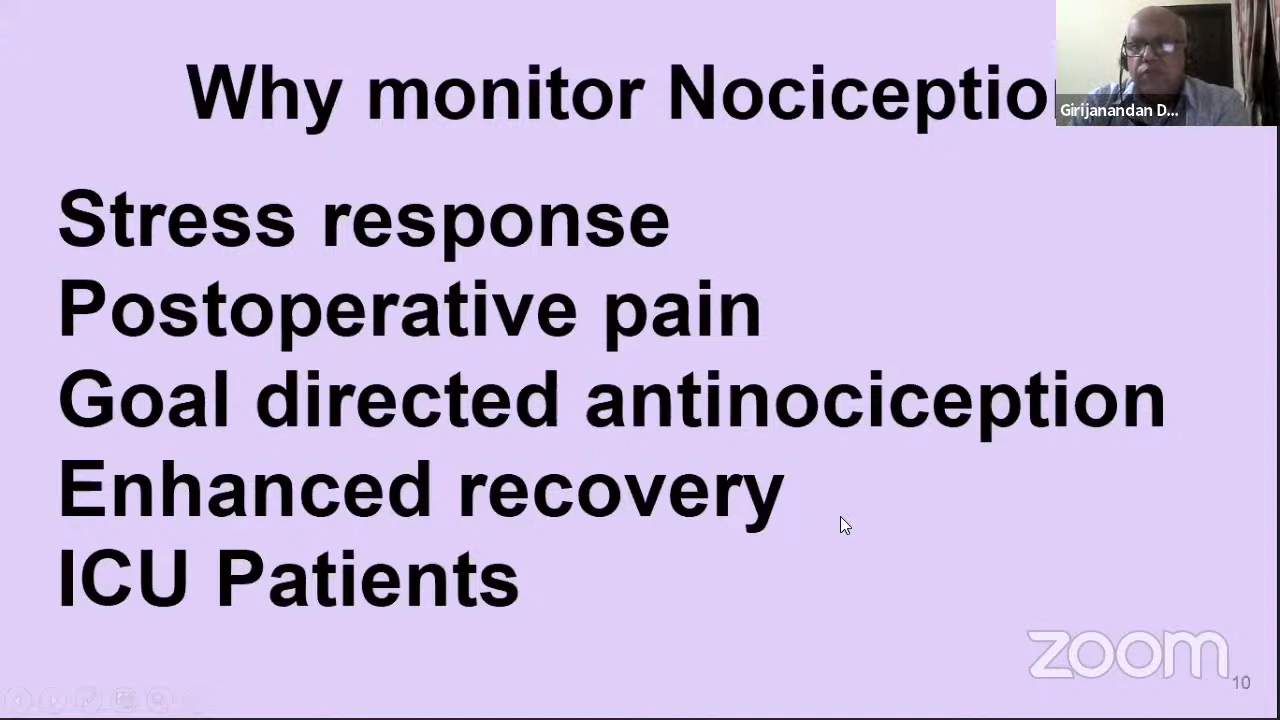 Why monitor Nociceptio
Girijanandan D...
Stress response
Postoperative pain
Goal directed antinociception
Enhanced recovery
ICU Patients
zoom
10